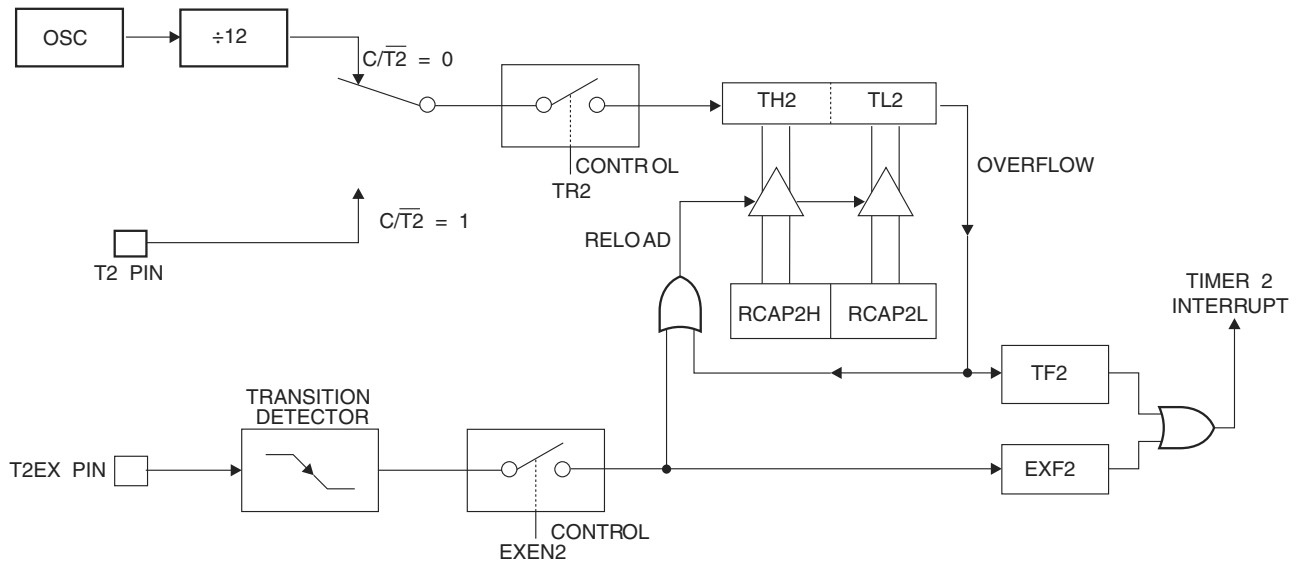 OSC
÷12
C/T2̅ = 0
TH2
TL2
CONTROL
TR2
OVERFLOW
C/T2̅ = 1
T2 PIN
RELOAD
RCAP2H
RCAP2L
TIMER 2
INTERRUPT
TF2
TRANSITION
DETECTOR
T2EX PIN
EXF2
CONTROL
EXEN2